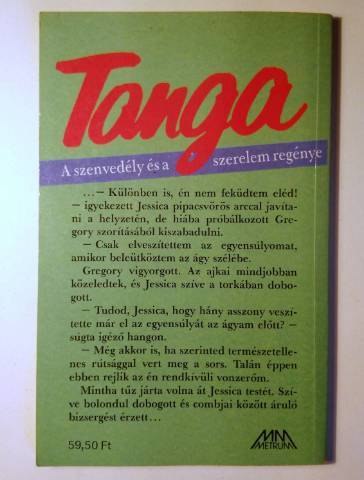 Tanga
A szenvedély és a szerelem regénye
...– Különben is, én nem feküdtem eléd!
– igyekezett Jessica pipacsvörös arccal javíta-
ni a helyzetén, de hiába próbálkozott Gre-
gory szorításából kiszabadulni.
– Csak elveszítettem az egyensúlyomat,
amikor beleütköztem az ágy szélébe.
Gregory vigyorgott. Az ajkai mindjobban
közeledtek, és Jessica szíve a torkában dobo-
gott.
– Tudod, Jessica, hogy hány asszony veszí-
tette már el az egyensúlyát az ágyam előtt? –
súgta igéző hangon.
– Még akkor is, ha szerinted természetelle-
nes rútsággal vert meg a sors. Talán éppen
ebben rejlik az én rendkívüli vonzerőm.
Mintha tűz járta volna át Jessica testét. Szí-
ve bolondul dobogott és combjai között áruló
bizsergést érzett...
59,50 Ft
METRUM